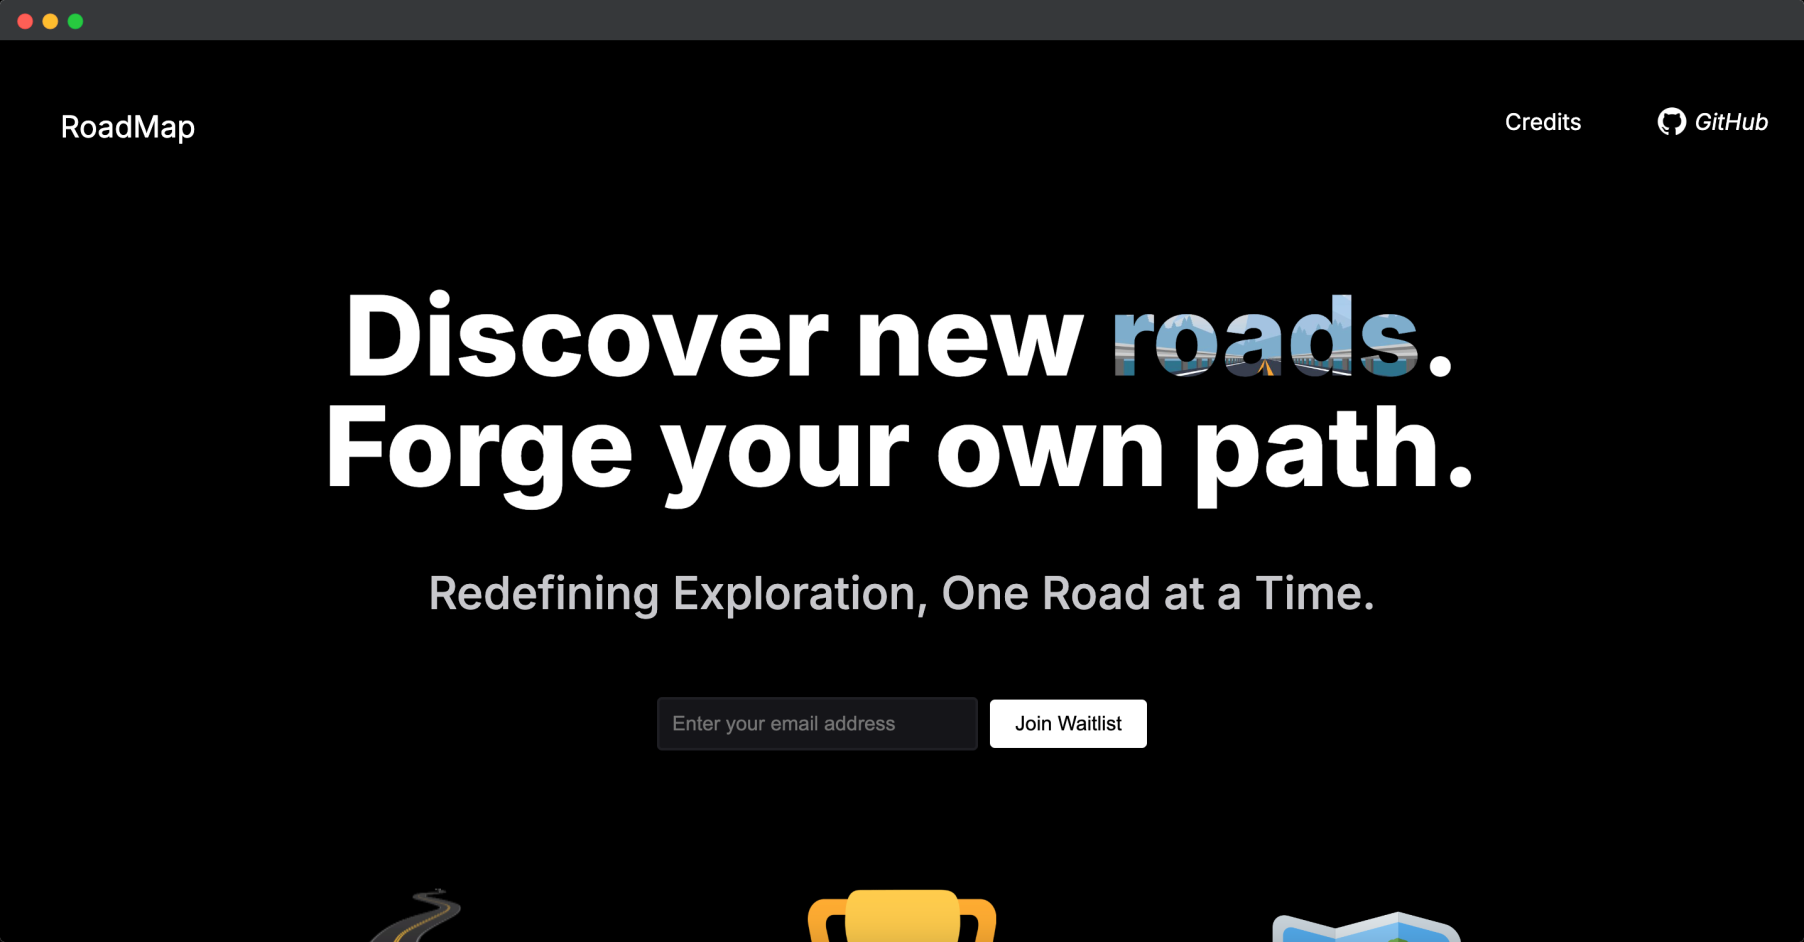 RoadMap
Credits
GitHub
Discover new roads.
Forge your own path.
Redefining Exploration, One Road at a Time.
Enter your email address
Join Waitlist